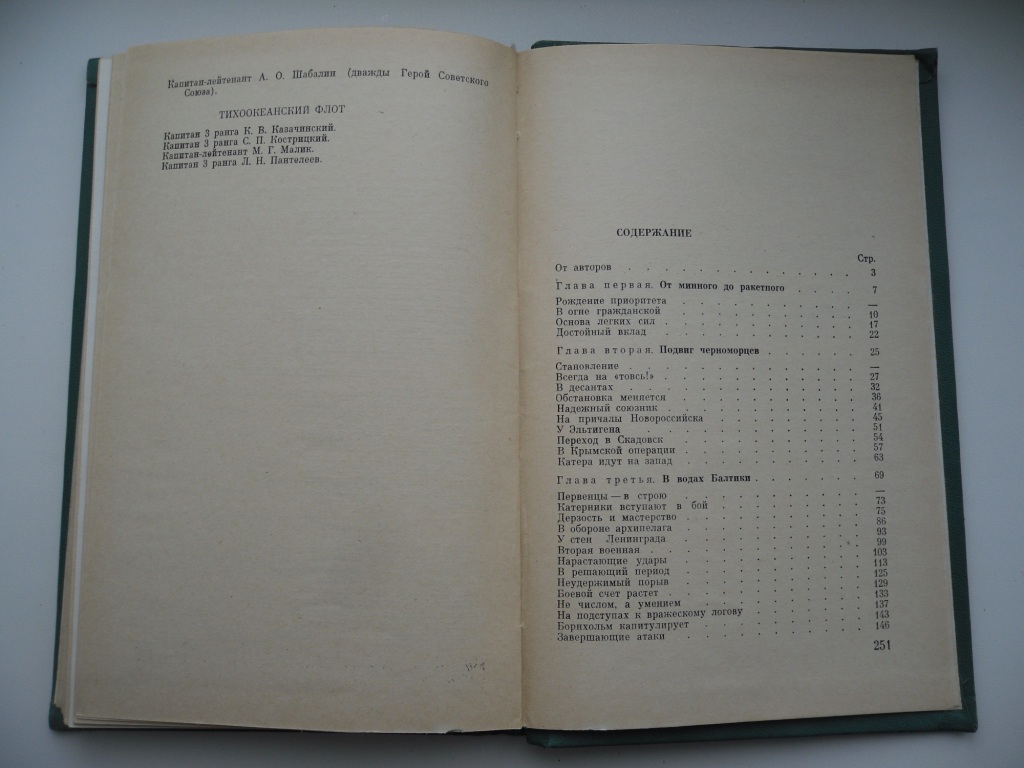 Капитан-лейтенант А. О. Шабалин (дважды Герой Советского
Союза).
ТИХООКЕАНСКИЙ ФЛОТ
Капитан 3 ранга К. В. Казачинский.
Капитан 3 ранга С. П. Кострицкий.
Капитан-лейтенант М. Г. Малик.
Капитан 3 ранга Л. Н. Пантелеев.
СОДЕРЖАНИЕ
Стр.
От авторов . . . . . . . . . . 3
Глава первая. От минного до ракетного . . . . 7
Рождение приоритета . . . . . . . . —
В огне гражданской . . . . . . . . 10
Основа легких сил . . . . . . . . 17
Достойный вклад . . . . . . . . 22
Глава вторая. Подвиг черноморцев . . . . . 25
Становление . . . . . . . . . —
Всегда на «товсь!» . . . . . . . . 27
В десантах . . . . . . . . . 32
Обстановка меняется . . . . . . . . 36
Надежный союзник . . . . . . . . 41
На причалы Новороссийска . . . . . . . 45
У Эльтигена . . . . . . . . . 51
Переход в Скадовск . . . . . . . . 54
В Крымской операции . . . . . . . . 57
Катера идут на запад . . . . . . . . 63
Глава третья. В водах Балтики . . . . . 69
Первенцы — в строю . . . . . . . . —
Катерники вступают в бой . . . . . . . 73
Дерзость и мастерство . . . . . . . . 75
В обороне архипелага . . . . . . . . 86
У стен Ленинграда . . . . . . . . 93
Вторая военная . . . . . . . . . 99
Нарастающие удары . . . . . . . . 103
В решающий период . . . . . . . . 113
Неудержимый порыв . . . . . . . . 125
Боевой счет растет . . . . . . . . 129
Не числом, а умением . . . . . . . . 133
На подступах к вражескому логову . . . . . 137
Борнхольм капитулирует . . . . . . . 143
Завершающие атаки . . . . . . . . 146
251